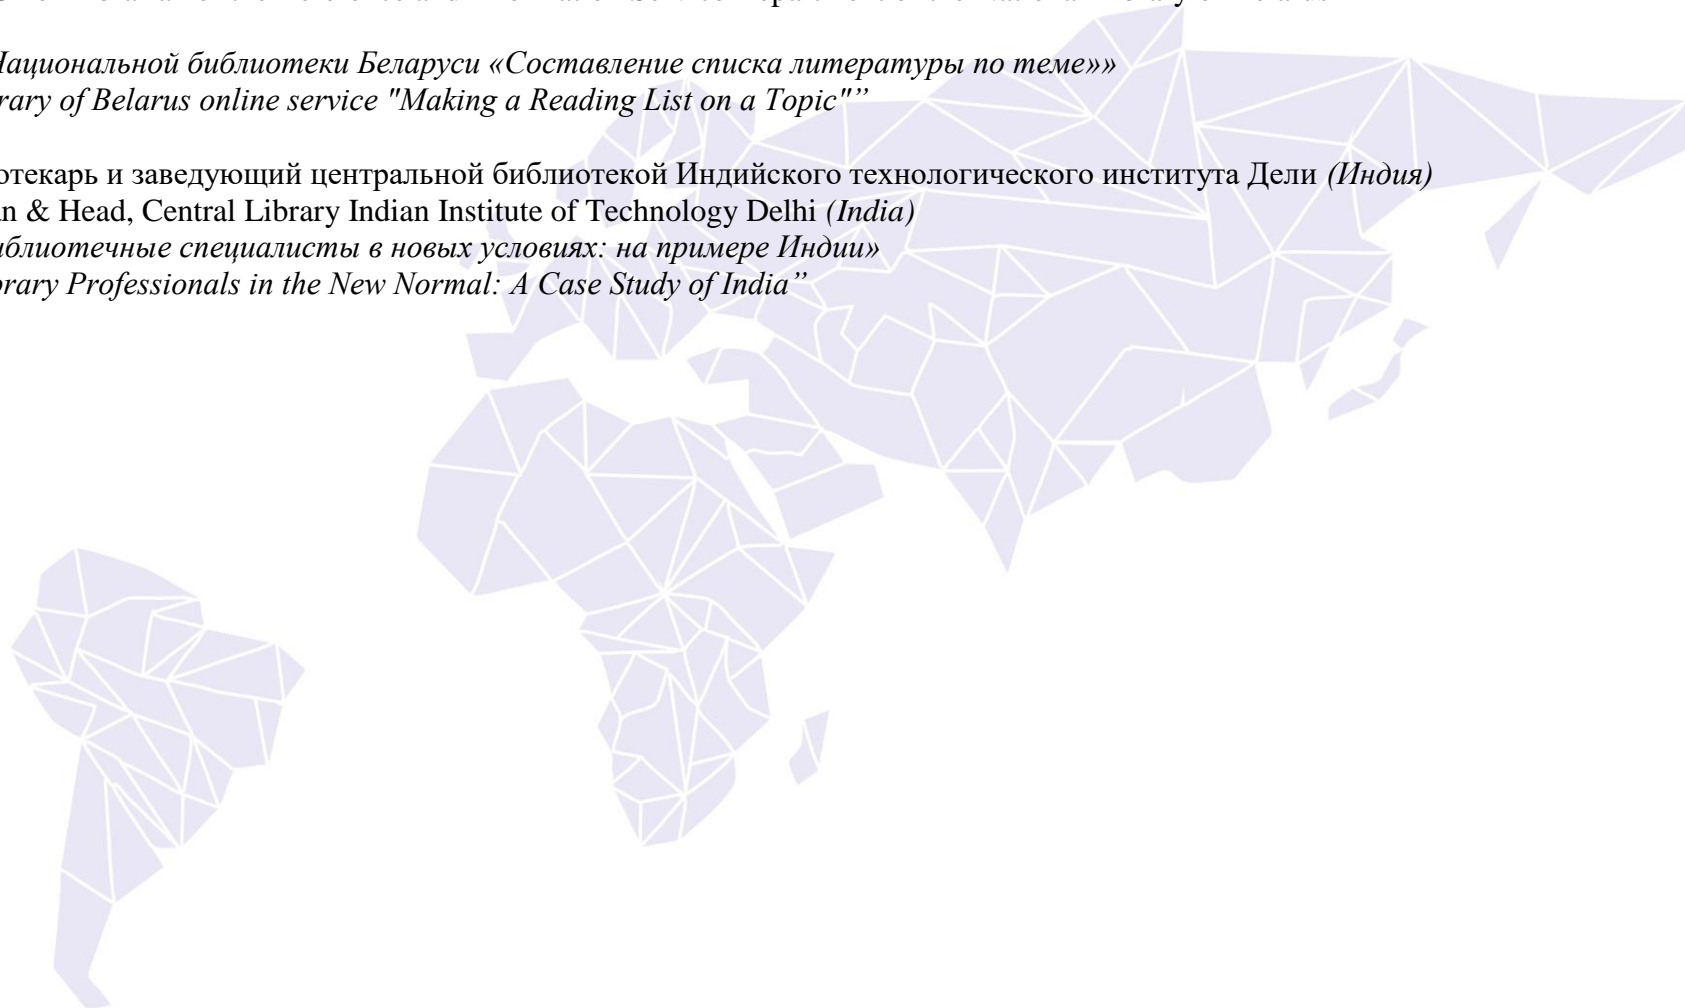 Национальной библиотеки Беларуси «Составление списка литературы по теме»»
rary of Belarus online service "Making a Reading List on a Topic"”
отекарь и заведующий центральной библиотекой Индийского технологического института Дели (Индия)
n & Head, Central Library Indian Institute of Technology Delhi (India)
блиотечные специалисты в новых условиях: на примере Индии»
rary Professionals in the New Normal: A Case Study of India”